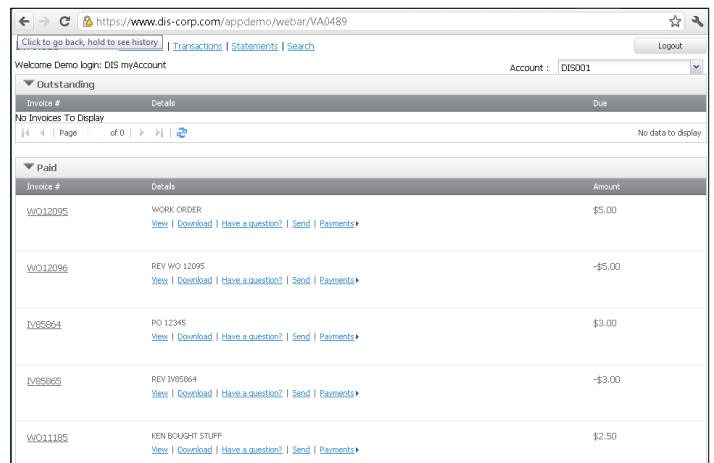 https://www.dis-corp.com/appdemo/webar/VA0489
Click to go back, hold to see history | Transactions | Statements | Search Logout
Welcome Demo login: DIS myAccount Account : DIS001
Outstanding
Invoice # Details Due
No Invoices To Display
Page of 0 No data to display
Paid
Invoice # Details Amount
WO12095 WORK ORDER $5.00
View | Download | Have a question? | Send | Payments
WO12096 REV WO 12095 -$5.00
View | Download | Have a question? | Send | Payments
IV85864 PO 12345 $3.00
View | Download | Have a question? | Send | Payments
IV85865 REV IV85864 -$3.00
View | Download | Have a question? | Send | Payments
WO11185 KEN BOUGHT STUFF $2.50
View | Download | Have a question? | Send | Payments